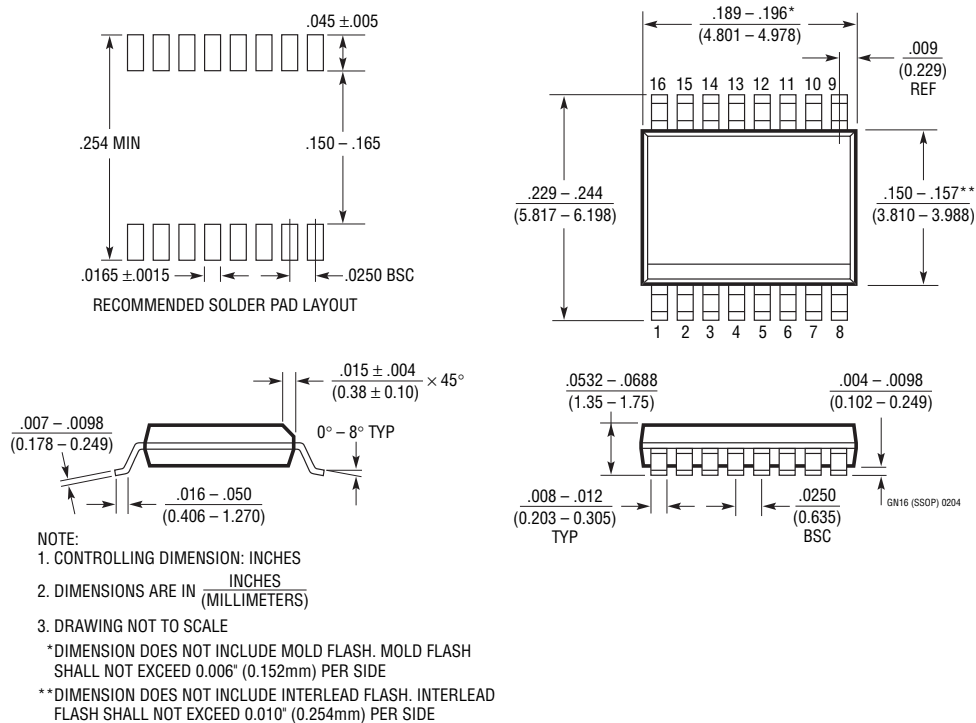 .045 ±.005
.254 MIN
.150 – .165
.0165 ±.0015
.0250 BSC
RECOMMENDED SOLDER PAD LAYOUT
.189 – .196*
(4.801 – 4.978)
.009
(0.229)
REF
16 15 14 13 12 11 10 9
.229 – .244
(5.817 – 6.198)
.150 – .157**
(3.810 – 3.988)
1 2 3 4 5 6 7 8
.015 ± .004
(0.38 ± 0.10)
× 45°
.007 – .0098
(0.178 – 0.249)
0° – 8° TYP
.016 – .050
(0.406 – 1.270)
.0532 – .0688
(1.35 – 1.75)
.004 – .0098
(0.102 – 0.249)
.008 – .012
(0.203 – 0.305)
TYP
.0250
(0.635)
BSC
GN16 (SSOP) 0204
NOTE:
1. CONTROLLING DIMENSION: INCHES
2. DIMENSIONS ARE IN INCHES
(MILLIMETERS)
3. DRAWING NOT TO SCALE
*DIMENSION DOES NOT INCLUDE MOLD FLASH. MOLD FLASH
SHALL NOT EXCEED 0.006" (0.152mm) PER SIDE
**DIMENSION DOES NOT INCLUDE INTERLEAD FLASH. INTERLEAD
FLASH SHALL NOT EXCEED 0.010" (0.254mm) PER SIDE